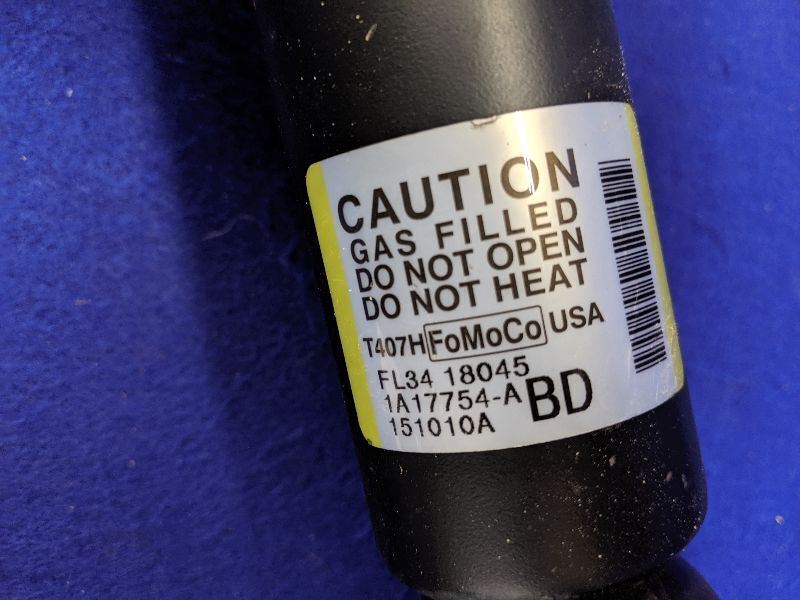 CAUTION
GAS FILLED
DO NOT OPEN
DO NOT HEAT
T407H FoMoCo USA
FL34 18045
1A17754-A BD
151010A